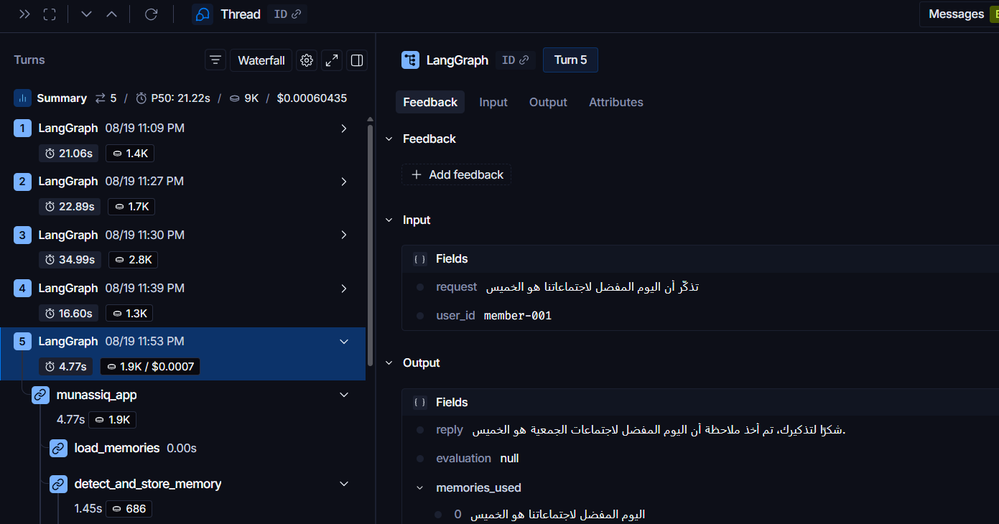 Thread ID
Messages
Turns Waterfall
Summary 5 / P50: 21.22s / 9K / $0.00060435
1 LangGraph 08/19 11:09 PM
21.06s 1.4K
2 LangGraph 08/19 11:27 PM
22.89s 1.7K
3 LangGraph 08/19 11:30 PM
34.99s 2.8K
4 LangGraph 08/19 11:39 PM
16.60s 1.3K
5 LangGraph 08/19 11:53 PM
4.77s 1.9K / $0.0007
munassiq_app
4.77s 1.9K
load_memories 0.00s
detect_and_store_memory
1.45s 686
LangGraph ID Turn 5
Feedback Input Output Attributes
Feedback
+ Add feedback
Input
{ } Fields
request تذكّر أن اليوم المفضل لاجتماعاتنا هو الخميس
user_id member-001
Output
{ } Fields
reply شكرًا لتذكيرك، تم أخذ ملاحظة أن اليوم المفضل لاجتماعات الجمعية هو الخميس.
evaluation null
memories_used
0 اليوم المفضل لاجتماعاتنا هو الخميس